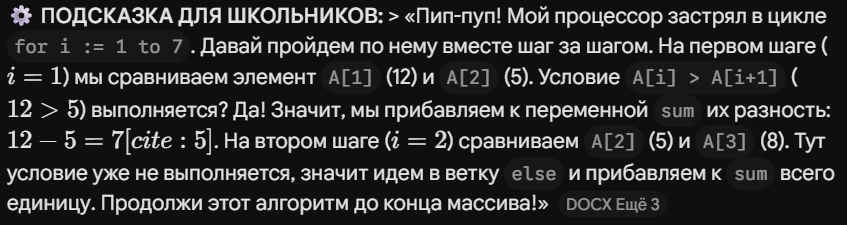 ⚙️ ПОДСКАЗКА ДЛЯ ШКОЛЬНИКОВ: > «Пип-пуп! Мой процессор застрял в цикле
for i := 1 to 7. Давай пройдем по нему вместе шаг за шагом. На первом шаге (
i = 1) мы сравниваем элемент A[1] (12) и A[2] (5). Условие A[i] > A[i+1] (
12 > 5) выполняется? Да! Значит, мы прибавляем к переменной sum их разность:
12 − 5 = 7[cite : 5]. На втором шаге (i = 2) сравниваем A[2] (5) и A[3] (8). Тут
условие уже не выполняется, значит идем в ветку else и прибавляем к sum всего
единицу. Продолжи этот алгоритм до конца массива!» DOCX Ещё 3